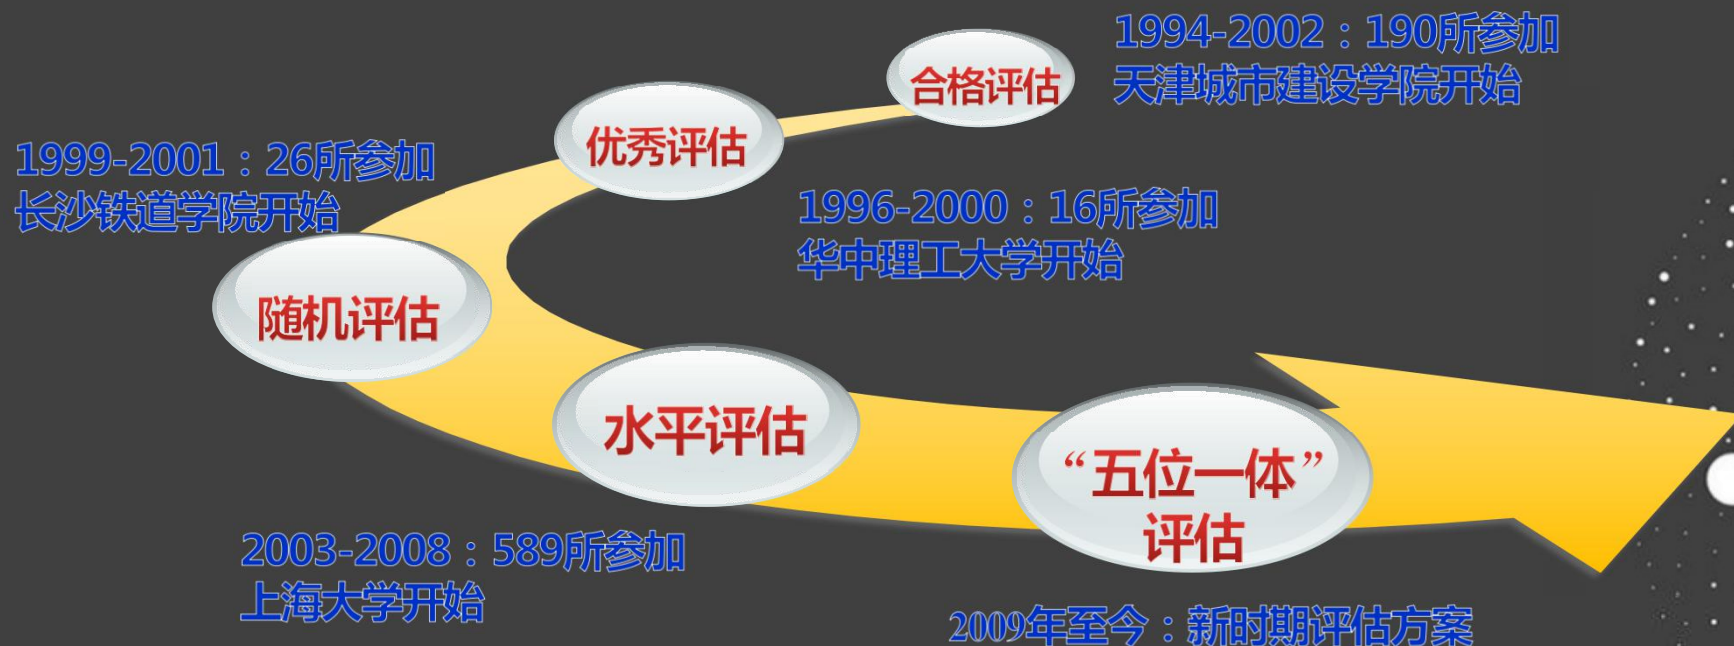 合格评估
1994-2002：190所参加
天津城市建设学院开始
优秀评估
1996-2000：16所参加
华中理工大学开始
1999-2001：26所参加
长沙铁道学院开始
随机评估
水平评估
2003-2008：589所参加
上海大学开始
“五位一体”
评估
2009年至今：新时期评估方案